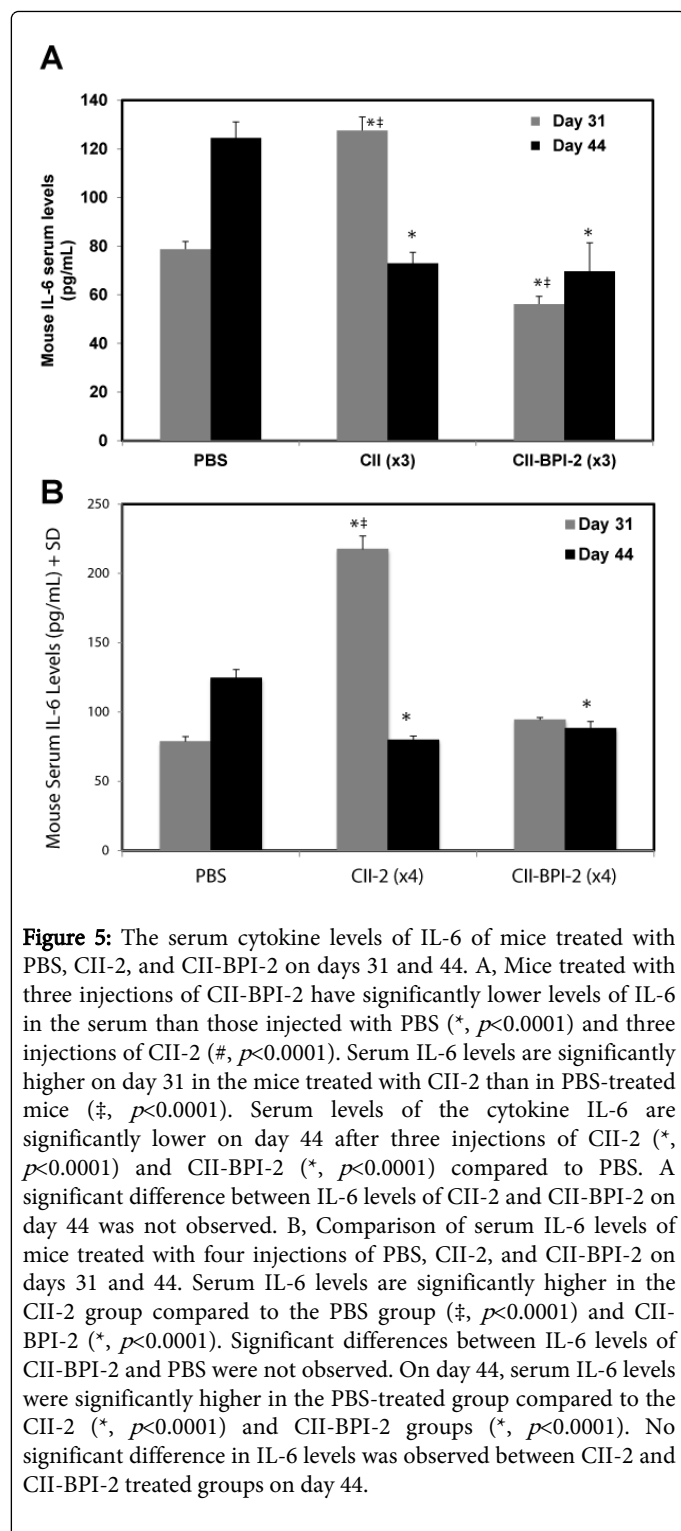 A
Mouse IL-6 serum levels
(pg/mL)
140
120
100
80
60
40
20
0
Day 31
Day 44
*‡
*
*‡
*
PBS
CII (x3)
CII-BPI-2 (x3)
B
Mouse Serum IL-6 Levels (pg/mL) + SD
250
200
150
100
50
0
Day 31
Day 44
*‡
*
*
PBS
CII-2 (x4)
CII-BPI-2 (x4)
Figure 5: The serum cytokine levels of IL-6 of mice treated with
PBS, CII-2, and CII-BPI-2 on days 31 and 44. A, Mice treated with
three injections of CII-BPI-2 have significantly lower levels of IL-6
in the serum than those injected with PBS (*, p<0.0001) and three
injections of CII-2 (#, p<0.0001). Serum IL-6 levels are significantly
higher on day 31 in the mice treated with CII-2 than in PBS-treated
mice (‡, p<0.0001). Serum levels of the cytokine IL-6 are
significantly lower on day 44 after three injections of CII-2 (*,
p<0.0001) and CII-BPI-2 (*, p<0.0001) compared to PBS. A
significant difference between IL-6 levels of CII-2 and CII-BPI-2 on
day 44 was not observed. B, Comparison of serum IL-6 levels of
mice treated with four injections of PBS, CII-2, and CII-BPI-2 on
days 31 and 44. Serum IL-6 levels are significantly higher in the
CII-2 group compared to the PBS group (‡, p<0.0001) and CII-
BPI-2 (*, p<0.0001). Significant differences between IL-6 levels of
CII-BPI-2 and PBS were not observed. On day 44, serum IL-6 levels
were significantly higher in the PBS-treated group compared to the
CII-2 (*, p<0.0001) and CII-BPI-2 groups (*, p<0.0001). No
significant difference in IL-6 levels was observed between CII-2 and
CII-BPI-2 treated groups on day 44.